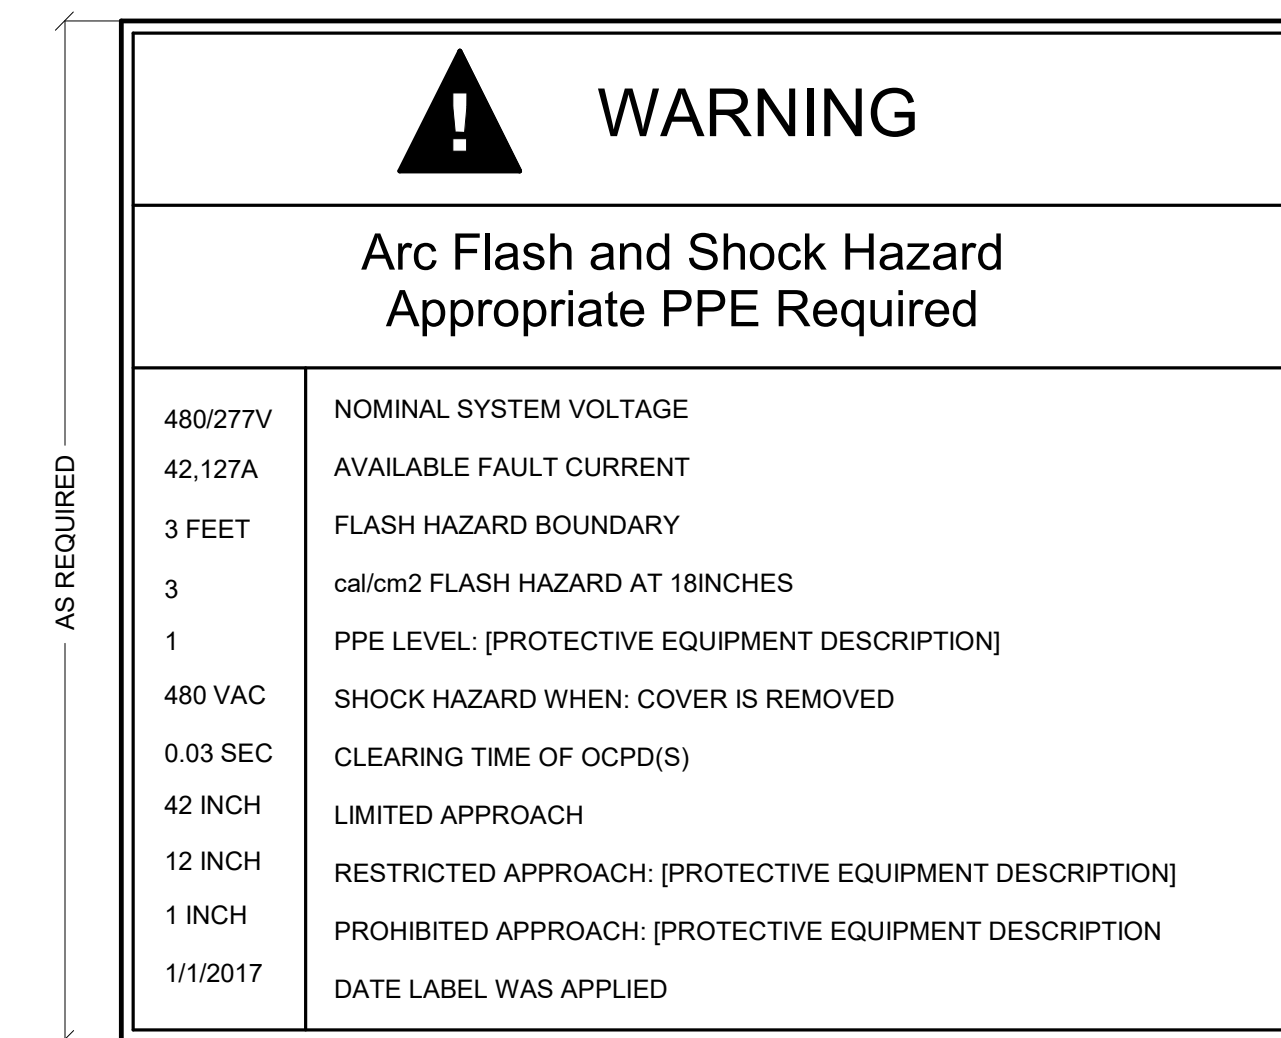 WARNING
Arc Flash and Shock Hazard
Appropriate PPE Required
480/277V NOMINAL SYSTEM VOLTAGE
42,127A AVAILABLE FAULT CURRENT
3 FEET FLASH HAZARD BOUNDARY
3 cal/cm2 FLASH HAZARD AT 18INCHES
1 PPE LEVEL: [PROTECTIVE EQUIPMENT DESCRIPTION]
480 VAC SHOCK HAZARD WHEN: COVER IS REMOVED
0.03 SEC CLEARING TIME OF OCPD(S)
42 INCH LIMITED APPROACH
12 INCH RESTRICTED APPROACH: [PROTECTIVE EQUIPMENT DESCRIPTION]
1 INCH PROHIBITED APPROACH: [PROTECTIVE EQUIPMENT DESCRIPTION
1/1/2017 DATE LABEL WAS APPLIED
AS REQUIRED